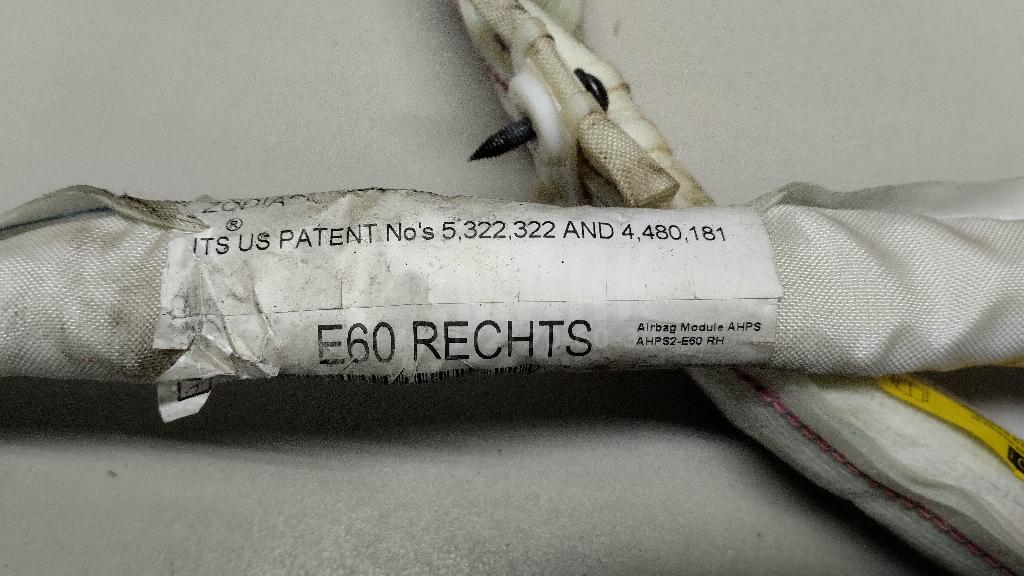 ZODIAC
®
ITS US PATENT No's 5,322,322 AND 4,480,181
E60 RECHTS
Airbag Module AHPS
AHPS2-E60 RH